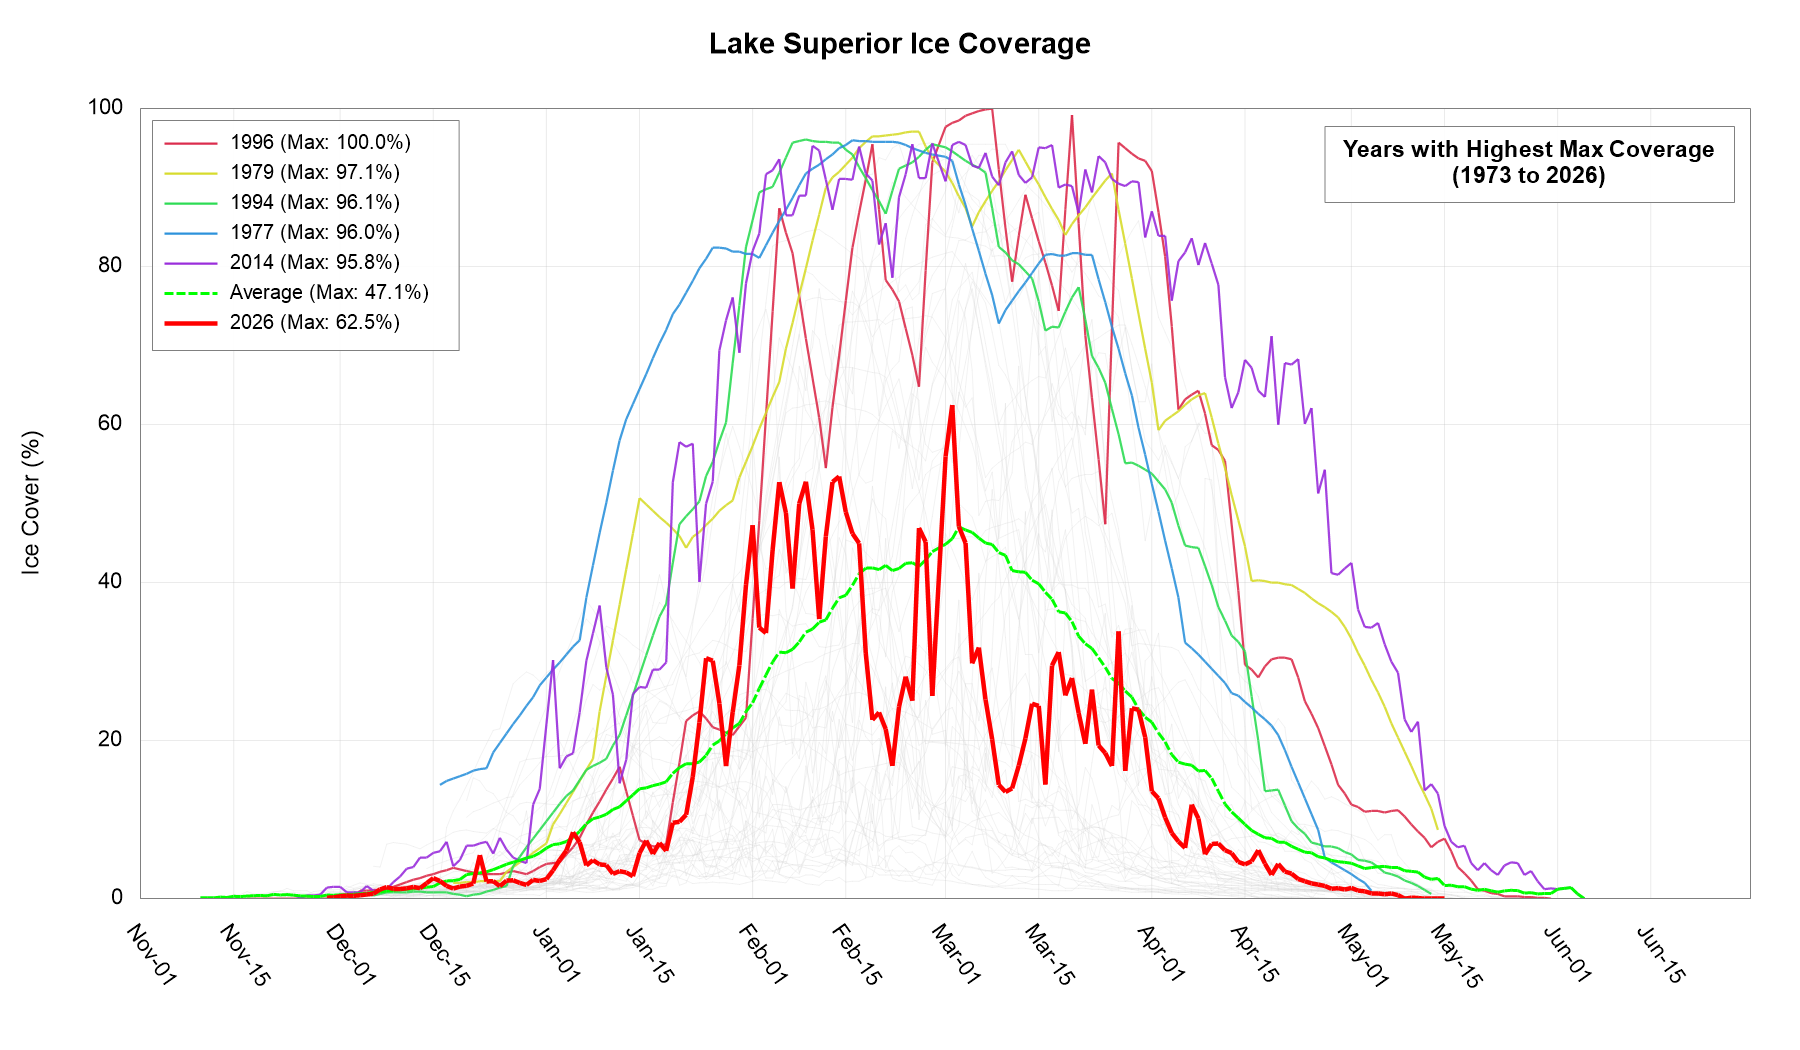 Lake Superior Ice Coverage
100
80
60
40
20
0
Ice Cover (%)
1996 (Max: 100.0%)
1979 (Max: 97.1%)
1994 (Max: 96.1%)
1977 (Max: 96.0%)
2014 (Max: 95.8%)
Average (Max: 47.1%)
2026 (Max: 62.5%)
Years with Highest Max Coverage
(1973 to 2026)
Nov-01
Nov-15
Dec-01
Dec-15
Jan-01
Jan-15
Feb-01
Feb-15
Mar-01
Mar-15
Apr-01
Apr-15
May-01
May-15
Jun-01
Jun-15